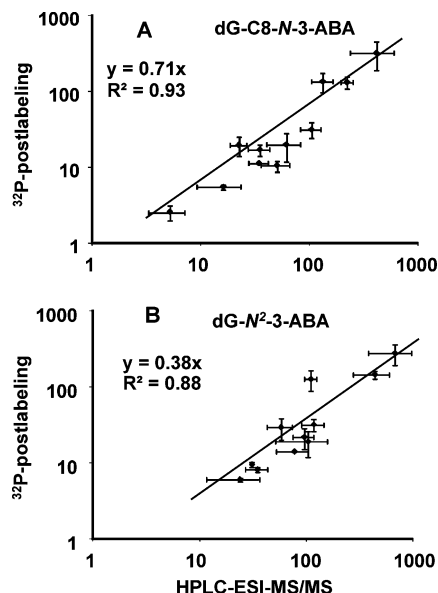 1000
A
dG-C8-N-3-ABA
y = 0.71x
R² = 0.93
100
10
1
³²P-postlabeling
1
10
100
1000
1000
B
dG-N²-3-ABA
y = 0.38x
R² = 0.88
100
10
1
³²P-postlabeling
1
10
100
1000
HPLC-ESI-MS/MS